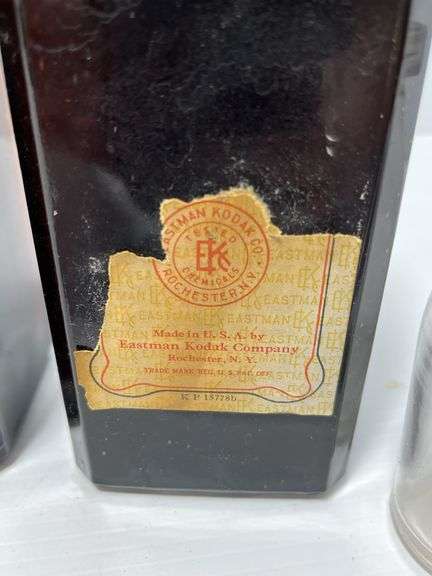 EASTMAN KODAK CO.
TESTED
EK
CHEMICALS
ROCHESTER, N.Y.
Made in U. S. A. by
Eastman Kodak Company
Rochester, N. Y.
TRADE MARK REG. U. S. PAT. OFF.
K P 15778b